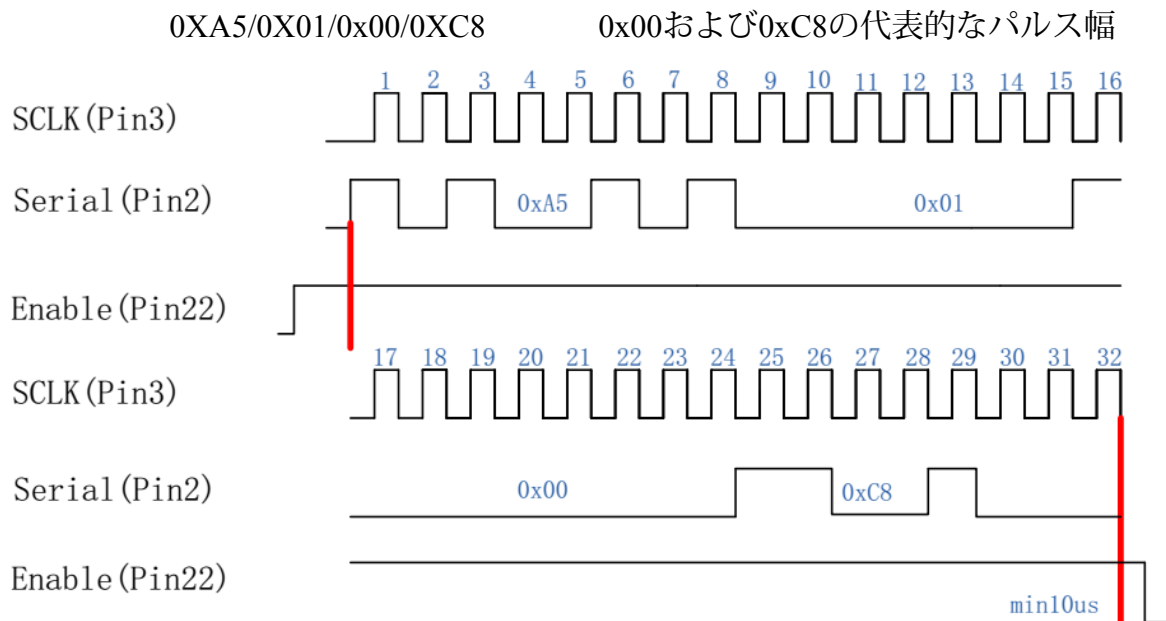 0XA5/0X01/0x00/0XC8 0x00および0xC8の代表的なパルス幅
1 2 3 4 5 6 7 8 9 10 11 12 13 14 15 16
SCLK(Pin3)
Serial(Pin2) 0xA5 0x01
Enable(Pin22)
17 18 19 20 21 22 23 24 25 26 27 28 29 30 31 32
SCLK(Pin3)
Serial(Pin2) 0x00 0xC8
Enable(Pin22)
min10us